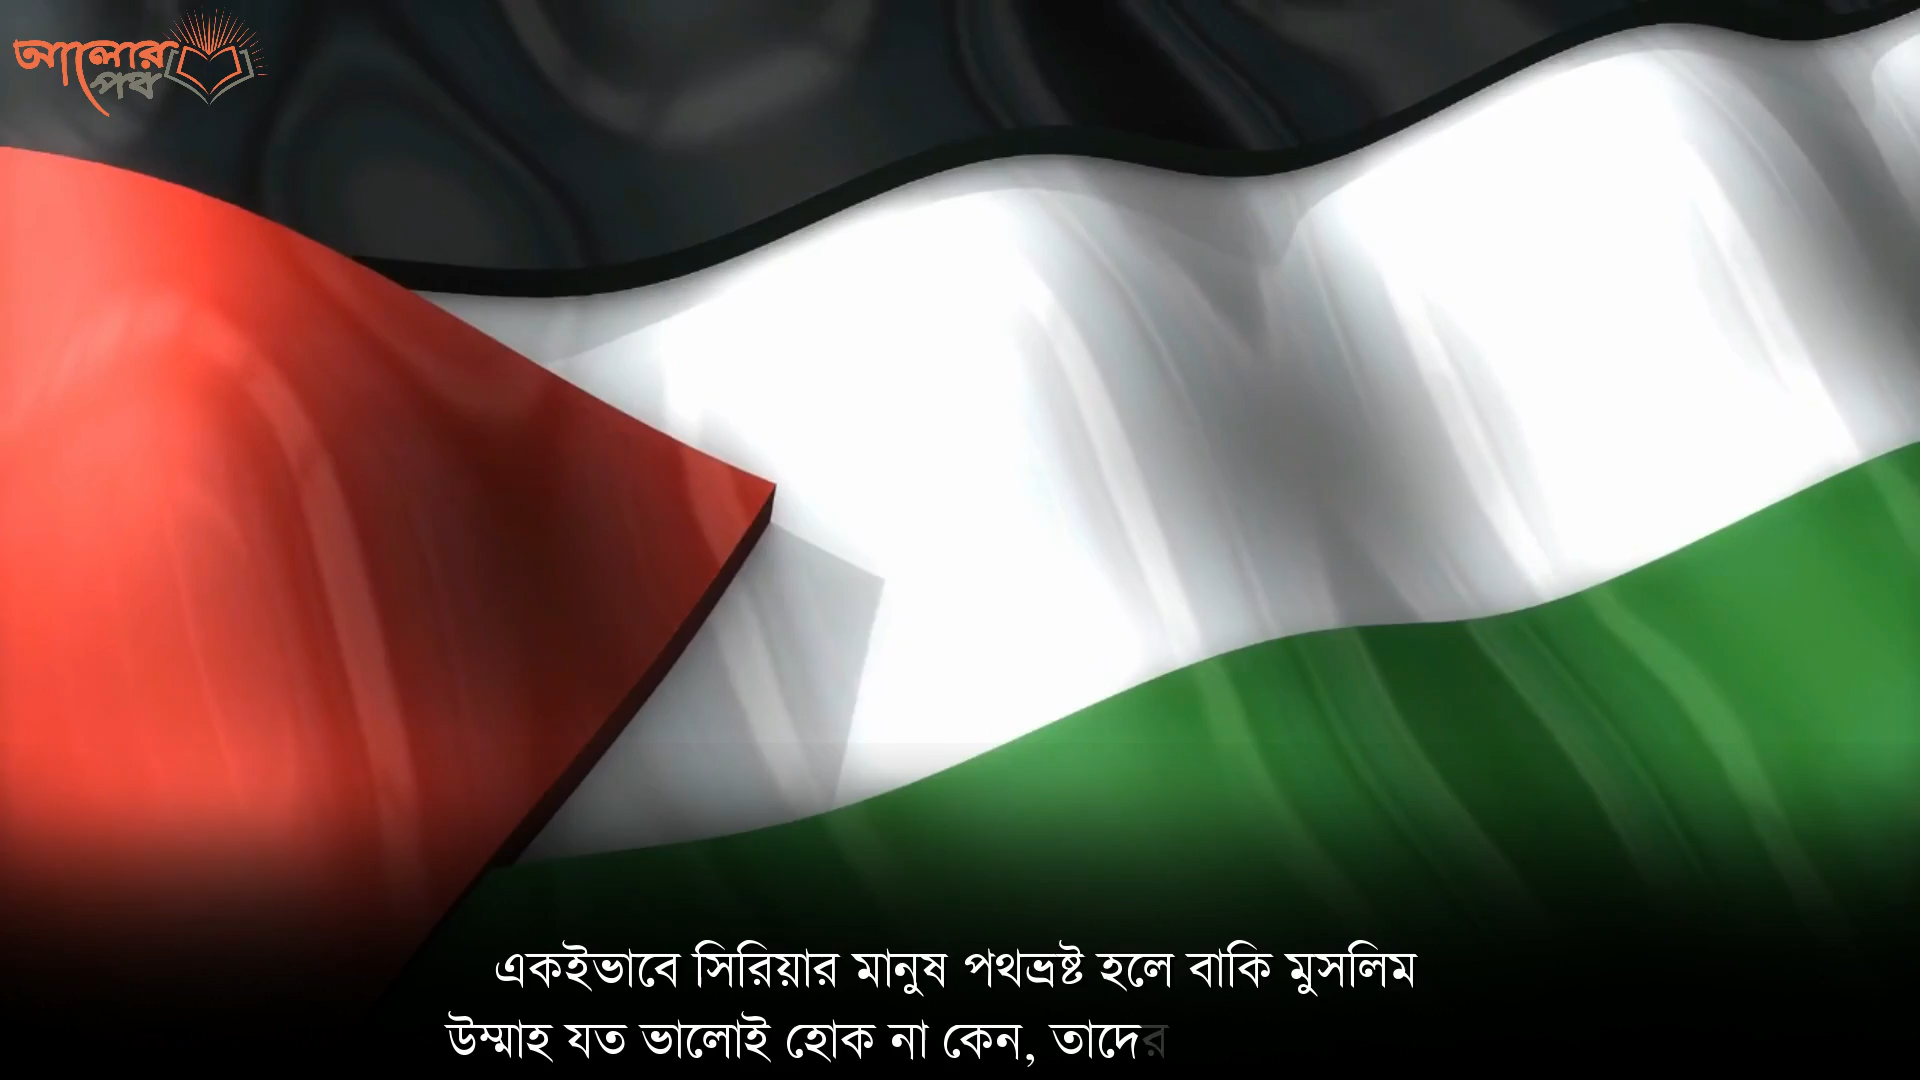 আলোর
পথ
একইভাবে সিরিয়ার মানুষ পথভ্রষ্ট হলে বাকি মুসলিম
উম্মাহ যত ভালোই হোক না কেন, তাদের